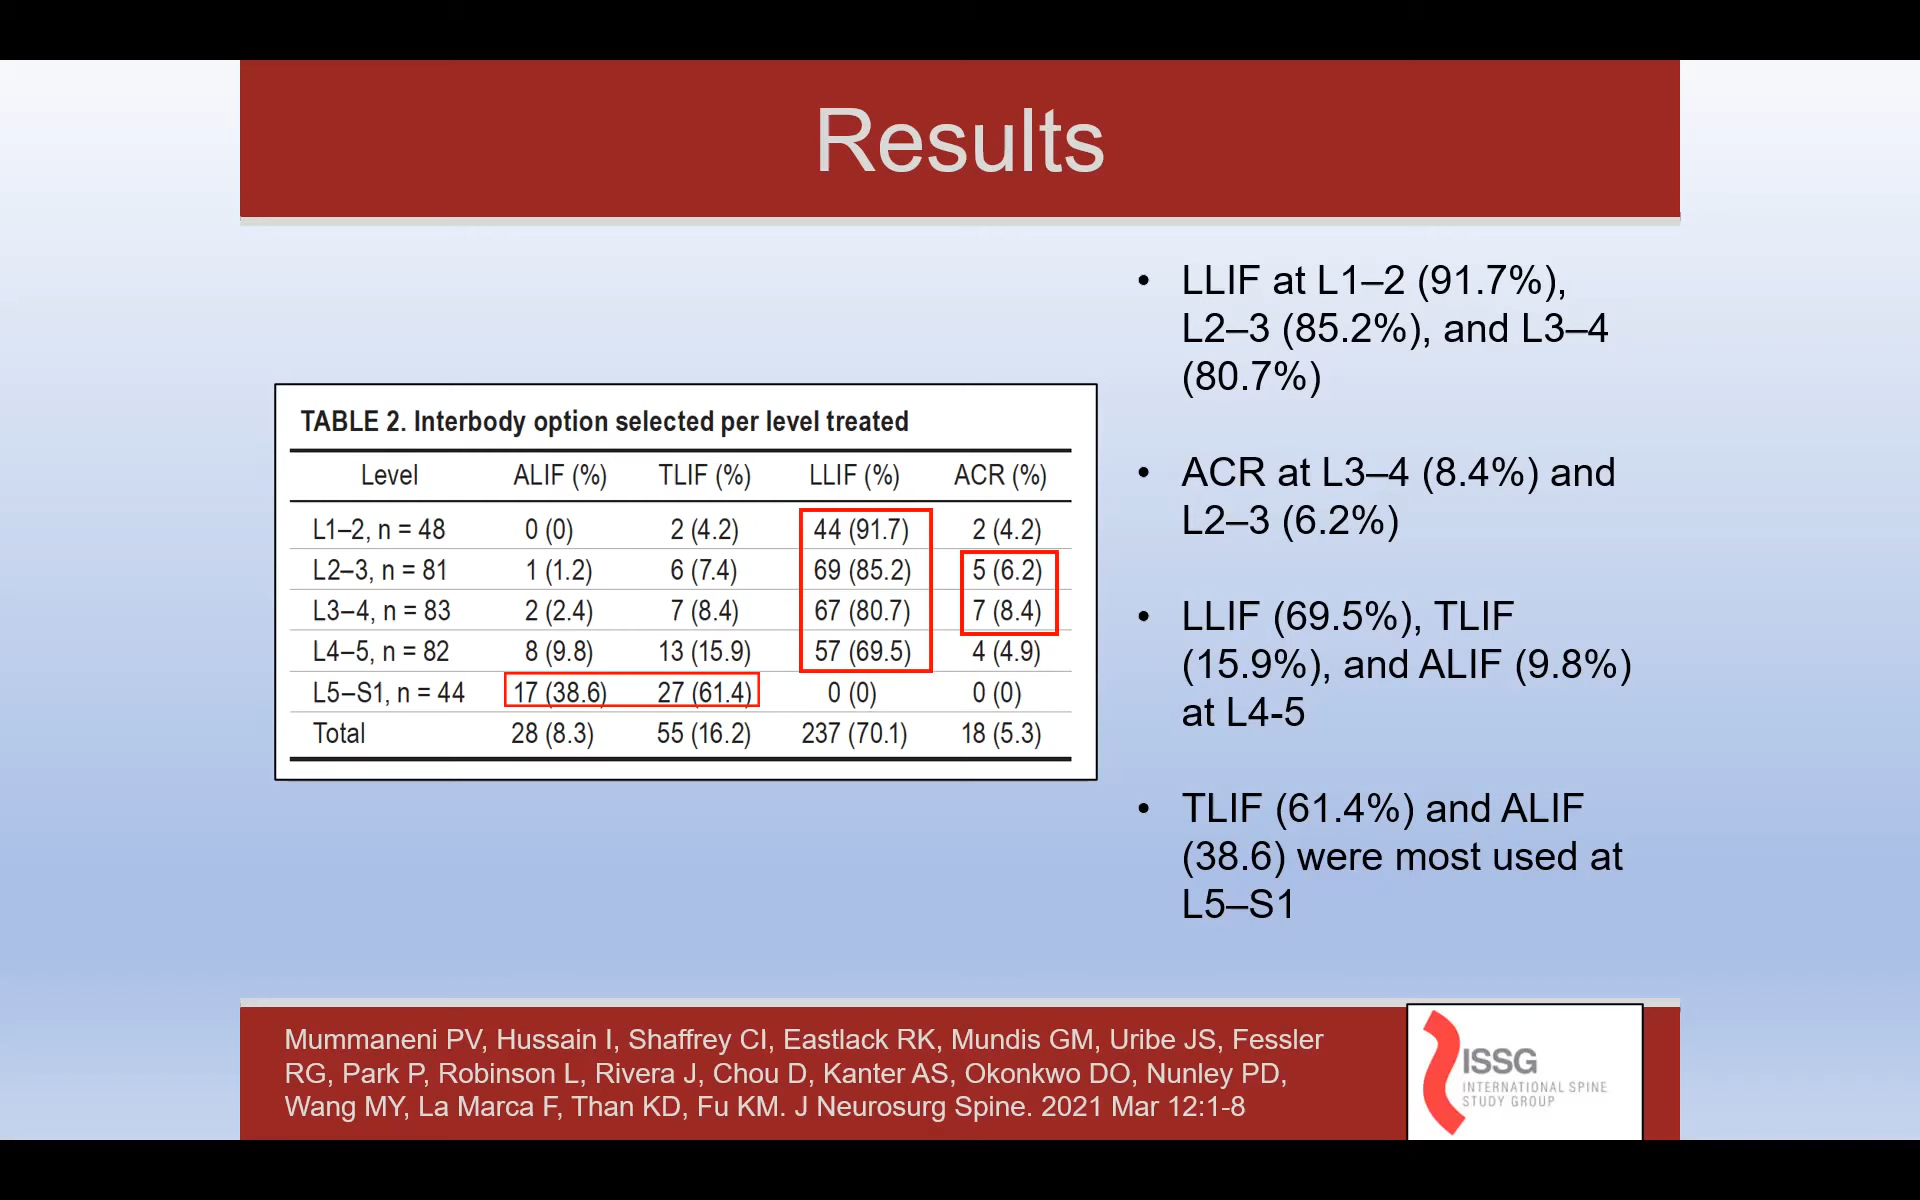 Results
TABLE 2. Interbody option selected per level treated
Level ALIF (%) TLIF (%) LLIF (%) ACR (%)
L1–2, n = 48 0 (0) 2 (4.2) 44 (91.7) 2 (4.2)
L2–3, n = 81 1 (1.2) 6 (7.4) 69 (85.2) 5 (6.2)
L3–4, n = 83 2 (2.4) 7 (8.4) 67 (80.7) 7 (8.4)
L4–5, n = 82 8 (9.8) 13 (15.9) 57 (69.5) 4 (4.9)
L5–S1, n = 44 17 (38.6) 27 (61.4) 0 (0) 0 (0)
Total 28 (8.3) 55 (16.2) 237 (70.1) 18 (5.3)
• LLIF at L1–2 (91.7%),
L2–3 (85.2%), and L3–4
(80.7%)
• ACR at L3–4 (8.4%) and
L2–3 (6.2%)
• LLIF (69.5%), TLIF
(15.9%), and ALIF (9.8%)
at L4-5
• TLIF (61.4%) and ALIF
(38.6) were most used at
L5–S1
Mummaneni PV, Hussain I, Shaffrey CI, Eastlack RK, Mundis GM, Uribe JS, Fessler
RG, Park P, Robinson L, Rivera J, Chou D, Kanter AS, Okonkwo DO, Nunley PD,
Wang MY, La Marca F, Than KD, Fu KM. J Neurosurg Spine. 2021 Mar 12:1-8
ISSG
INTERNATIONAL SPINE
STUDY GROUP